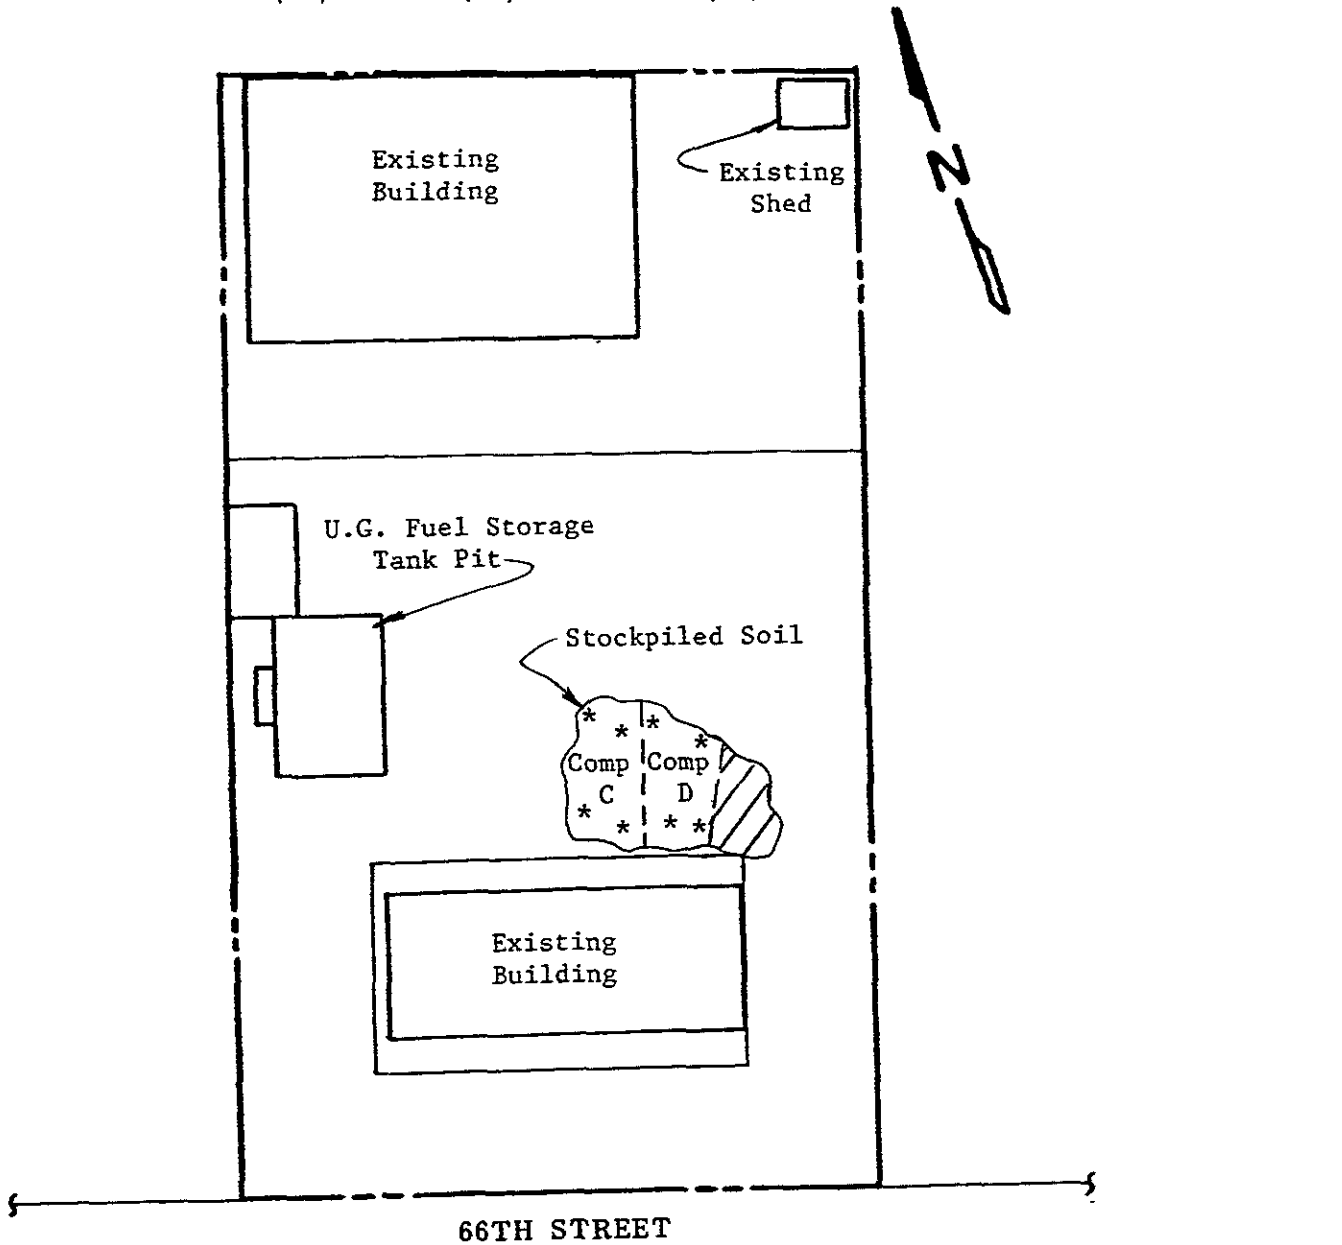 Existing
Building
Existing
Shed
N
U.G. Fuel Storage
Tank Pit
Stockpiled Soil
* * * *
Comp Comp
C D
* * * *
Existing
Building
66TH STREET